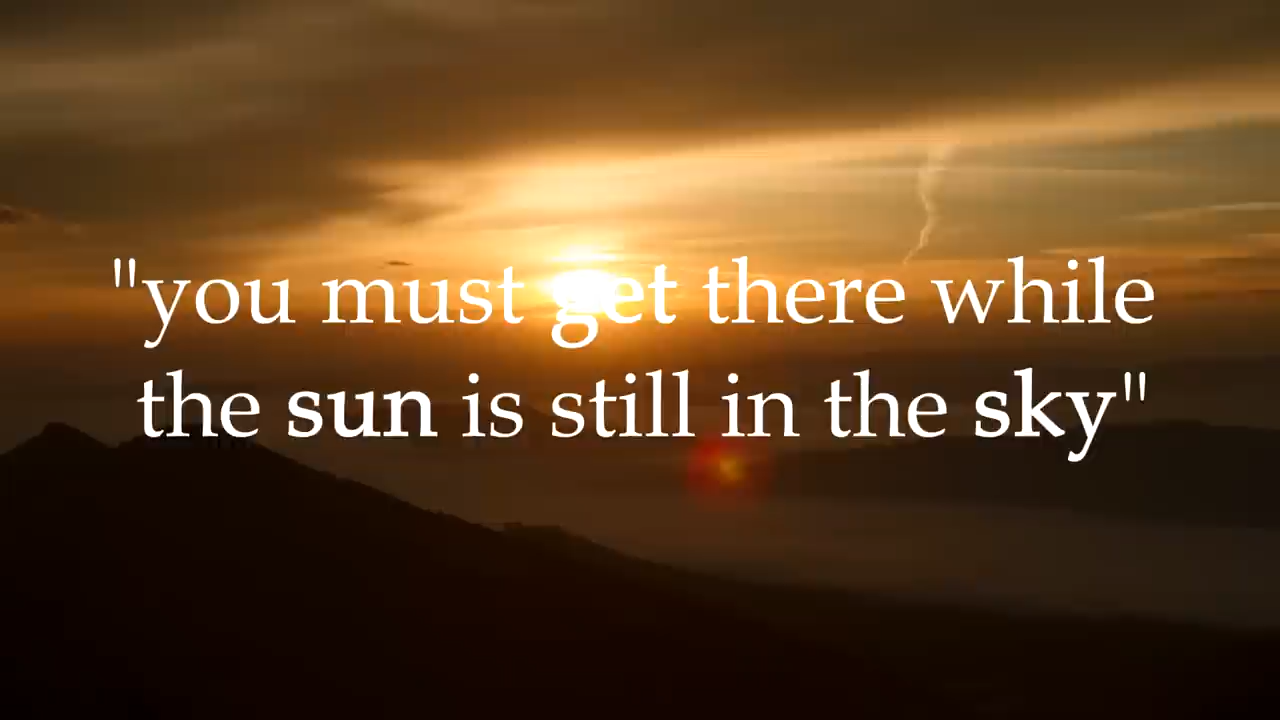 "you must get there while
the sun is still in the sky"